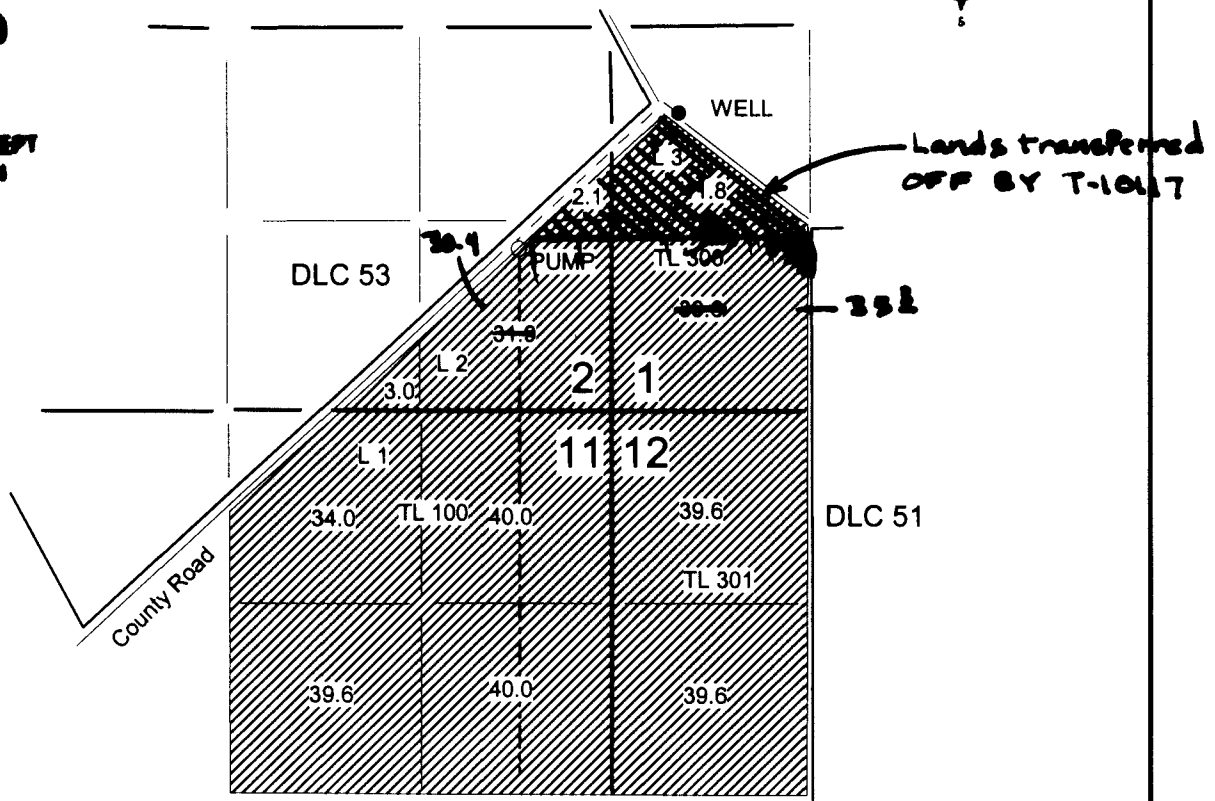 s
WELL
EPT
L 3
Lands transferred
OFF BY T-10117
2.1
1.8
30.4
PUMP
TL 300
DLC 53
31.8
L 2
2
1
3.0
11
12
L 1
34.0
TL 100
40.0
39.6
DLC 51
TL 301
County Road
39.6
40.0
39.6